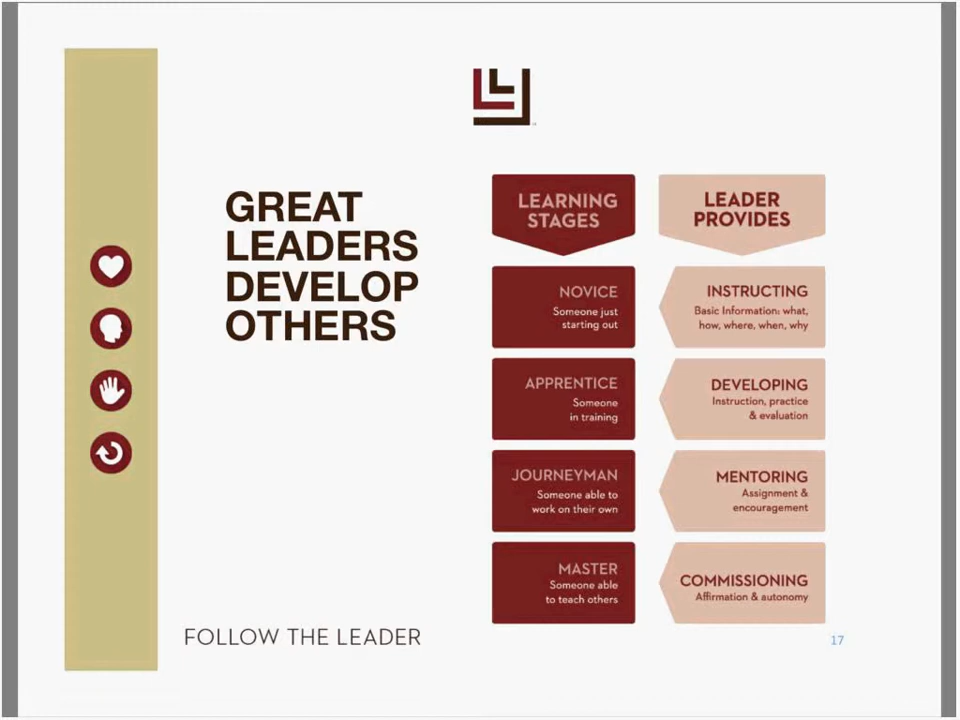 GREAT
LEADERS
DEVELOP
OTHERS
LEARNING
STAGES
LEADER
PROVIDES
NOVICE
Someone just
starting out
INSTRUCTING
Basic Information: what,
how, where, when, why
APPRENTICE
Someone
in training
DEVELOPING
Instruction, practice
& evaluation
JOURNEYMAN
Someone able to
work on their own
MENTORING
Assignment &
encouragement
MASTER
Someone able
to teach others
COMMISSIONING
Affirmation & autonomy
FOLLOW THE LEADER
17